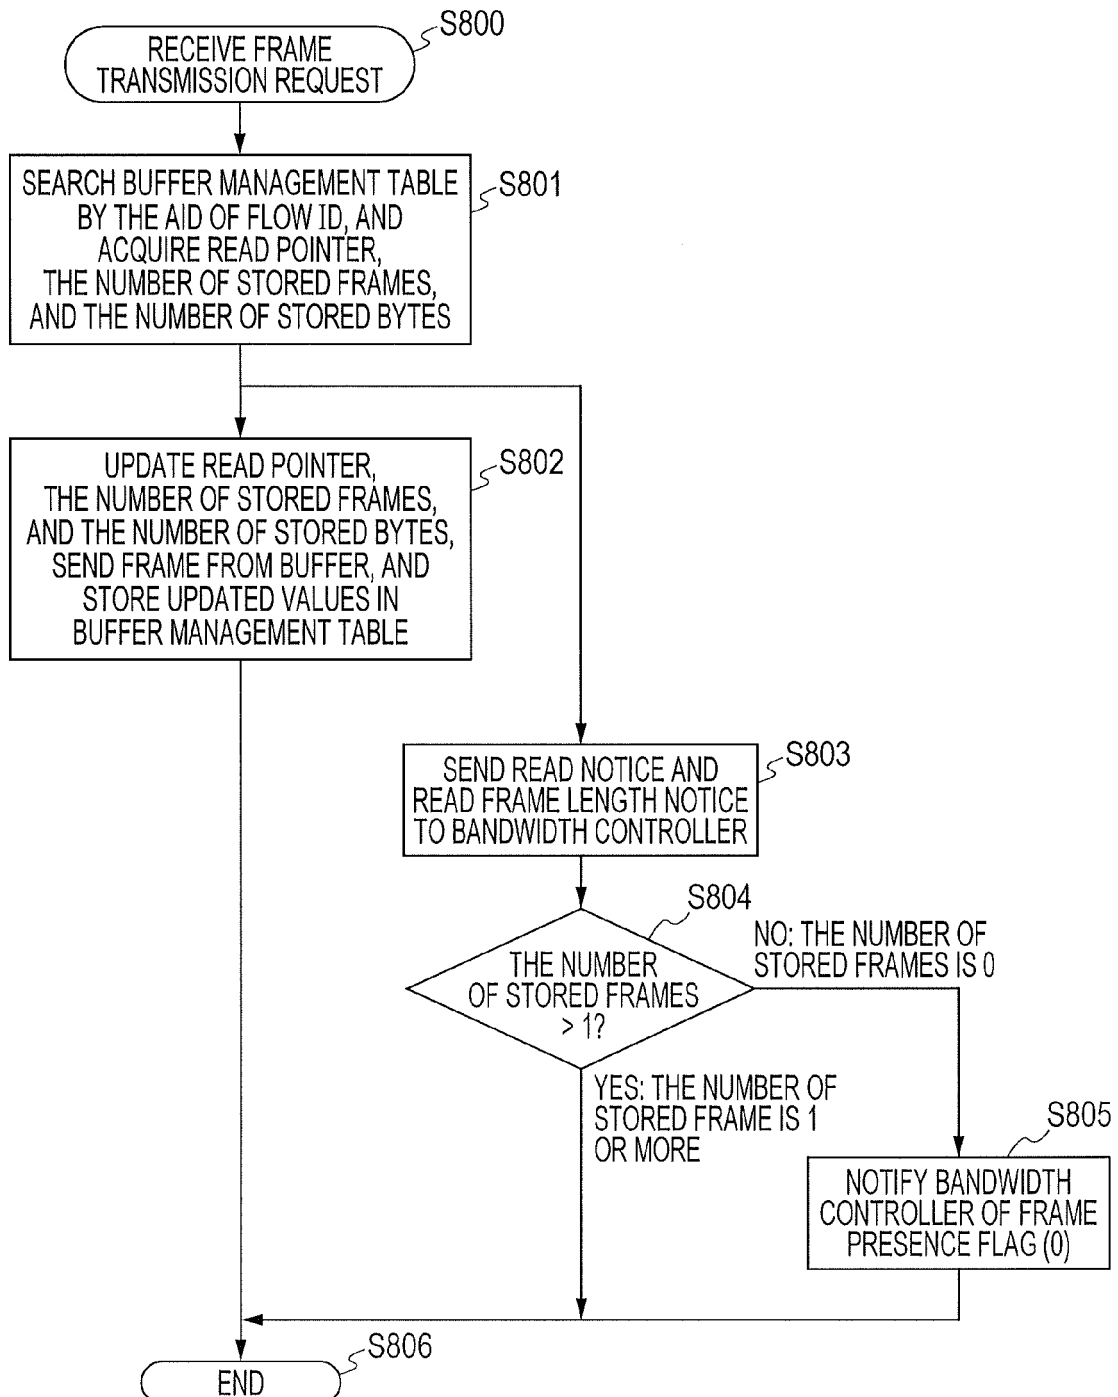 S800
RECEIVE FRAME
TRANSMISSION REQUEST
S801
SEARCH BUFFER MANAGEMENT TABLE
BY THE AID OF FLOW ID, AND
ACQUIRE READ POINTER,
THE NUMBER OF STORED FRAMES,
AND THE NUMBER OF STORED BYTES
S802
UPDATE READ POINTER,
THE NUMBER OF STORED FRAMES,
AND THE NUMBER OF STORED BYTES,
SEND FRAME FROM BUFFER, AND
STORE UPDATED VALUES IN
BUFFER MANAGEMENT TABLE
S803
SEND READ NOTICE AND
READ FRAME LENGTH NOTICE
TO BANDWIDTH CONTROLLER
S804
THE NUMBER
OF STORED FRAMES
> 1?
NO: THE NUMBER OF
STORED FRAMES IS 0
YES: THE NUMBER OF
STORED FRAME IS 1
OR MORE
S805
NOTIFY BANDWIDTH
CONTROLLER OF FRAME
PRESENCE FLAG (0)
S806
END